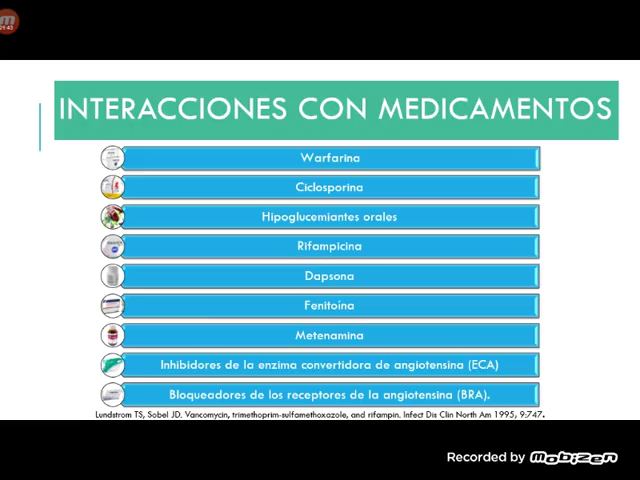 21:43
INTERACCIONES CON MEDICAMENTOS
Warfarina
Ciclosporina
Hipoglucemiantes orales
Rifampicina
Dapsona
Fenitoína
Metenamina
Inhibidores de la enzima convertidora de angiotensina (ECA)
Bloqueadores de los receptores de la angiotensina (BRA).
Lundstrom TS, Sobel JD. Vancomycin, trimethoprim-sulfamethoxazole, and rifampin. Infect Dis Clin North Am 1995, 9:747.
Recorded by Mobizen